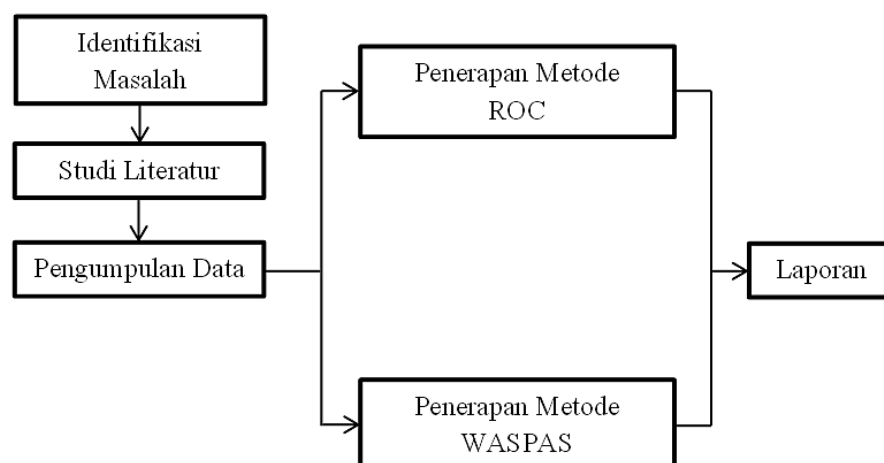 Identifikasi
Masalah
Studi Literatur
Pengumpulan Data
Penerapan Metode
ROC
Penerapan Metode
WASPAS
Laporan